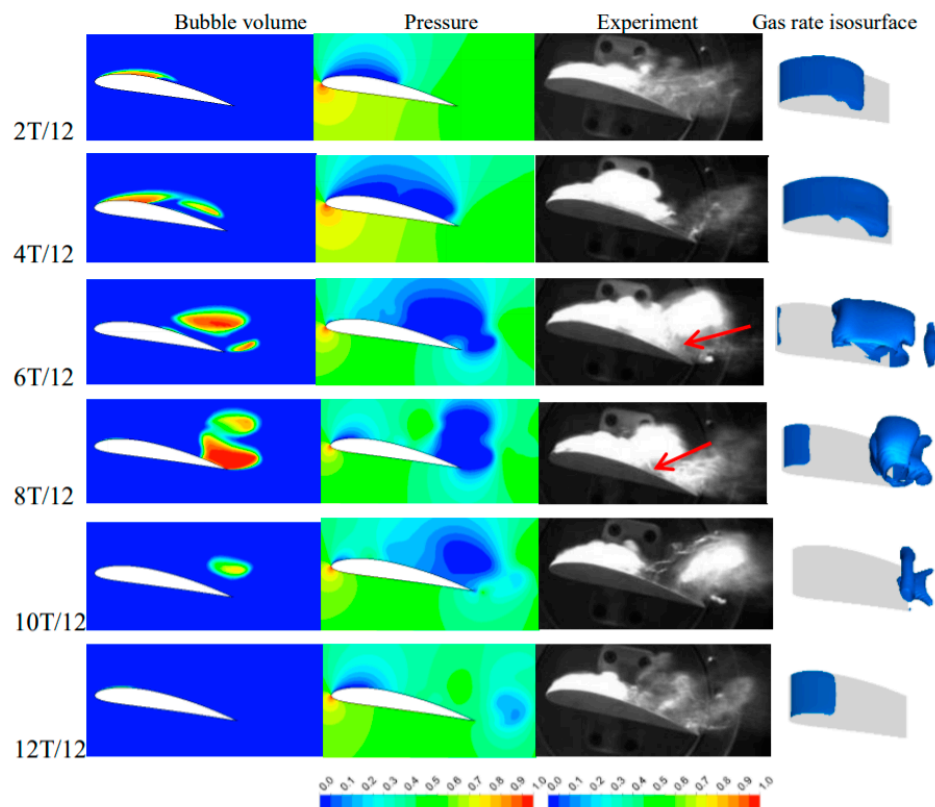 Bubble volume Pressure Experiment Gas rate isosurface
2T/12
4T/12
6T/12
8T/12
10T/12
12T/12
0.0 0.1 0.2 0.3 0.4 0.5 0.6 0.7 0.8 0.9 1.0 0.0 0.1 0.2 0.3 0.4 0.5 0.6 0.7 0.8 0.9 1.0